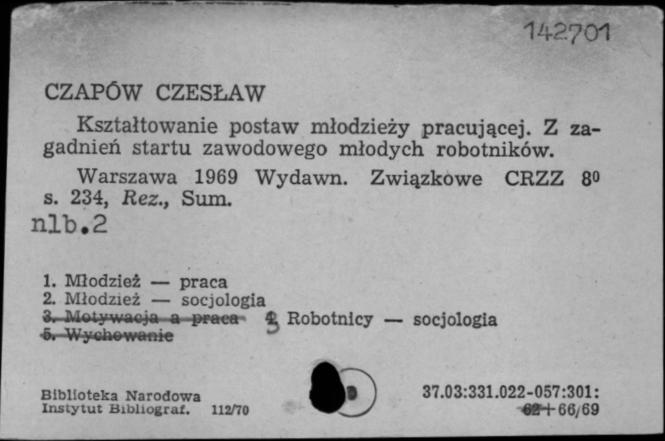 142701
CZAPÓW CZESŁAW
Kształtowanie postaw młodzieży pracującej. Z za-
gadnień startu zawodowego młodych robotników.
Warszawa 1969 Wydawn. Związkowe CRZZ 8⁰
s. 234, Rez., Sum.
nlb.2
1. Młodzież — praca
2. Młodzież — socjologia
3. Motywacja a praca 3 Robotnicy — socjologia
5. Wychowanie
Biblioteka Narodowa 37.03:331.022-057:301:
Instytut Bibliograf. 112/70 62+66/69